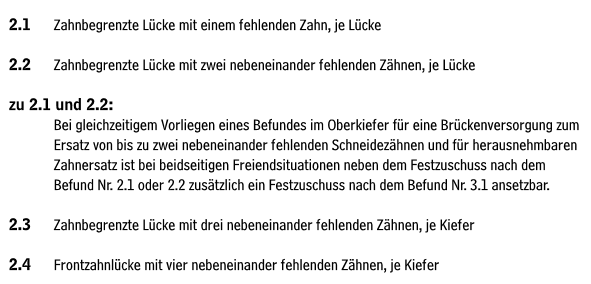 2.1 Zahnbegrenzte Lücke mit einem fehlenden Zahn, je Lücke
2.2 Zahnbegrenzte Lücke mit zwei nebeneinander fehlenden Zähnen, je Lücke
zu 2.1 und 2.2:
Bei gleichzeitigem Vorliegen eines Befundes im Oberkiefer für eine Brückenversorgung zum
Ersatz von bis zu zwei nebeneinander fehlenden Schneidezähnen und für herausnehmbaren
Zahnersatz ist bei beidseitigen Freiendsituationen neben dem Festzuschuss nach dem
Befund Nr. 2.1 oder 2.2 zusätzlich ein Festzuschuss nach dem Befund Nr. 3.1 ansetzbar.
2.3 Zahnbegrenzte Lücke mit drei nebeneinander fehlenden Zähnen, je Kiefer
2.4 Frontzahnlücke mit vier nebeneinander fehlenden Zähnen, je Kiefer